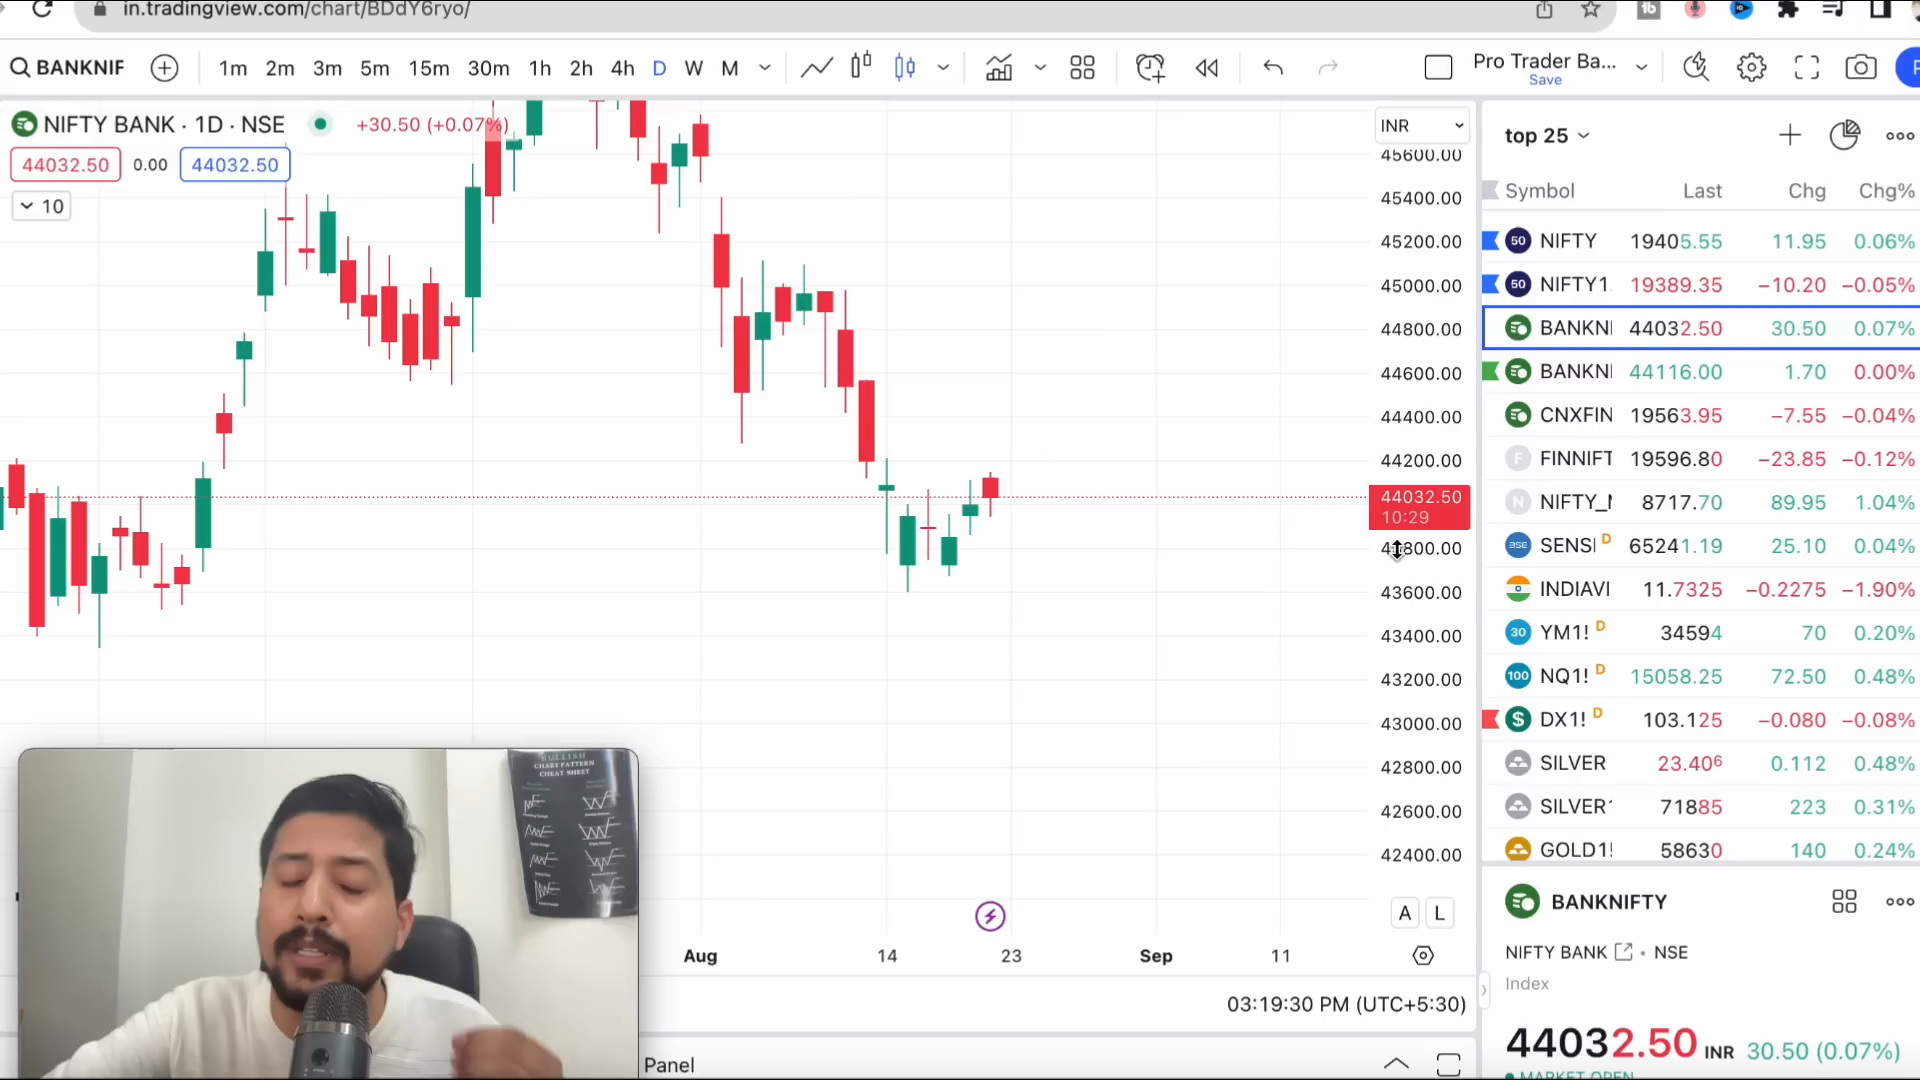 in.tradingview.com/chart/BDdY6ryo/
BANKNIF 1m 2m 3m 5m 15m 30m 1h 2h 4h D W M Pro Trader Ba...
Save
NIFTY BANK · 1D · NSE +30.50 (+0.07%)
44032.50 0.00 44032.50
10
INR
45600.00
45400.00
45200.00
45000.00
44800.00
44600.00
44400.00
44200.00
44032.50
10:29
43800.00
43600.00
43400.00
43200.00
43000.00
42800.00
42600.00
42400.00
A L
Aug 14 23 Sep 11
03:19:30 PM (UTC+5:30)
Panel
top 25
Symbol Last Chg Chg%
50 NIFTY 19405.55 11.95 0.06%
50 NIFTY1 19389.35 −10.20 −0.05%
BANKNI 44032.50 30.50 0.07%
BANKNI 44116.00 1.70 0.00%
CNXFIN 19563.95 −7.55 −0.04%
F FINNIFT 19596.80 −23.85 −0.12%
N NIFTY_M 8717.70 89.95 1.04%
BSE SENSI D 65241.19 25.10 0.04%
INDIAVI 11.7325 −0.2275 −1.90%
30 YM1! D 34594 70 0.20%
100 NQ1! D 15058.25 72.50 0.48%
$ DX1! D 103.125 −0.080 −0.08%
SILVER 23.406 0.112 0.48%
SILVER1 71885 223 0.31%
GOLD1! 58630 140 0.24%
BANKNIFTY
NIFTY BANK • NSE
Index
44032.50 INR 30.50 (0.07%)
MARKET OPEN
BULLISH
CHART PATTERN
CHEAT SHEET